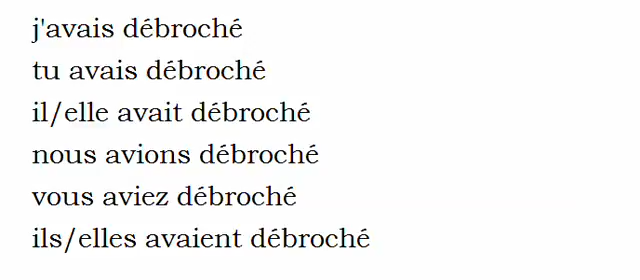 j'avais débroché
tu avais débroché
il/elle avait débroché
nous avions débroché
vous aviez débroché
ils/elles avaient débroché